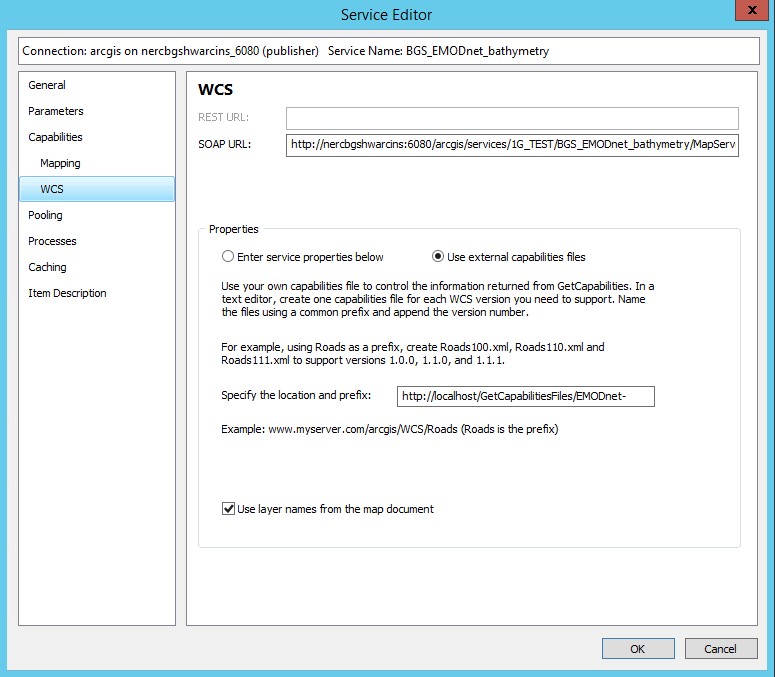 Service Editor
x
Connection: arcgis on nercbgshwarcins_6080 (publisher) Service Name: BGS_EMODnet_bathymetry
General
Parameters
Capabilities
Mapping
WCS
Pooling
Processes
Caching
Item Description
WCS
REST URL:
SOAP URL: http://nercbgshwarcins:6080/arcgis/services/1G_TEST/BGS_EMODnet_bathymetry/MapServ
Properties
Enter service properties below Use external capabilities files
Use your own capabilities file to control the information returned from GetCapabilities. In a
text editor, create one capabilities file for each WCS version you need to support. Name
the files using a common prefix and append the version number.
For example, using Roads as a prefix, create Roads100.xml, Roads110.xml and
Roads111.xml to support versions 1.0.0, 1.1.0, and 1.1.1.
Specify the location and prefix: http://localhost/GetCapabilitiesFiles/EMODnet-
Example: www.myserver.com/arcgis/WCS/Roads (Roads is the prefix)
Use layer names from the map document
OK Cancel